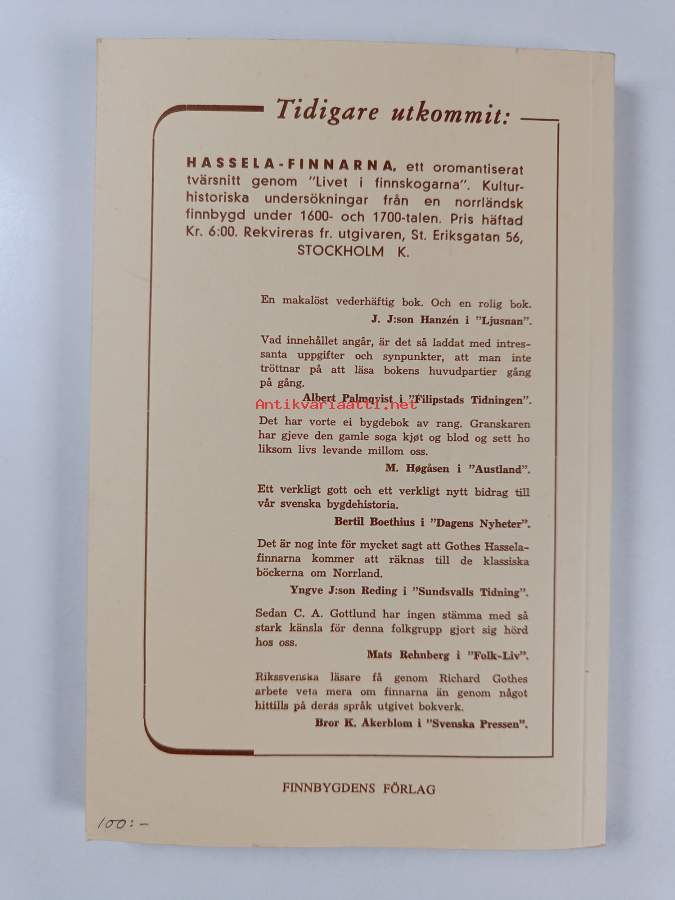 Tidigare utkommit:
HASSELA-FINNARNA, ett oromantiserat
tvärsnitt genom ”Livet i finnskogarna”. Kultur-
historiska undersökningar från en norrländsk
finnbygd under 1600- och 1700-talen. Pris häftad
Kr. 6:00. Rekvireras fr. utgivaren, St. Eriksgatan 56,
STOCKHOLM K.
En makalöst vederhäftig bok. Och en rolig bok.
J. J:son Hanzén i ”Ljusnan”.
Vad innehållet angår, är det så laddat med intres-
santa uppgifter och synpunkter, att man inte
tröttnar på att läsa bokens huvudpartier gång
på gång.
Albert Palmqvist i ”Filipstads Tidningen”.
Antikvariaatti.net
Det har vorte ei bygdebok av rang. Granskaren
har gjeve den gamle soga kjøt og blod og sett ho
liksom livs levande millom oss.
M. Høgåsen i ”Austland”.
Ett verkligt gott och ett verkligt nytt bidrag till
vår svenska bygdehistoria.
Bertil Boethius i ”Dagens Nyheter”.
Det är nog inte för mycket sagt att Gothes Hassela-
finnarna kommer att räknas till de klassiska
böckerna om Norrland.
Yngve J:son Reding i ”Sundsvalls Tidning”.
Sedan C. A. Gottlund har ingen stämma med så
stark känsla för denna folkgrupp gjort sig hörd
hos oss.
Mats Rehnberg i ”Folk-Liv”.
Rikssvenska läsare få genom Richard Gothes
arbete veta mera om finnarna än genom något
hittills på deras språk utgivet bokverk.
Bror K. Åkerblom i ”Svenska Pressen”.
FINNBYGDENS FÖRLAG
100:-